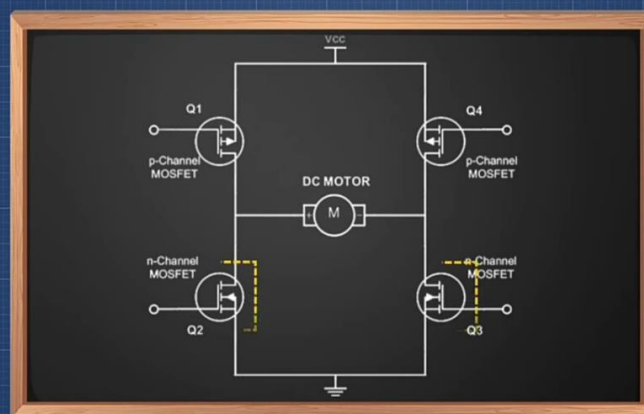 VCC
Q1
Q4
p-Channel
MOSFET
p-Channel
MOSFET
DC MOTOR
+ M −
n-Channel
MOSFET
n-Channel
MOSFET
Q2
Q3